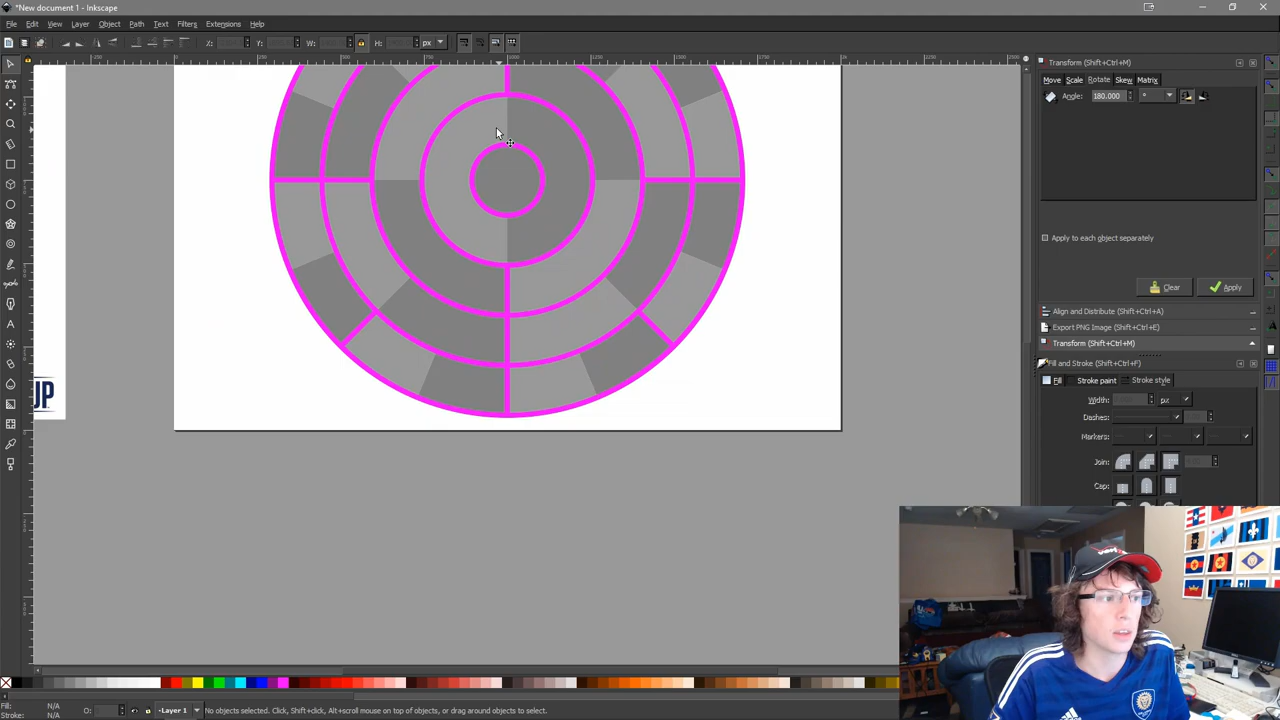 *New document 1 - Inkscape
File Edit View Layer Object Path Text Filters Extensions Help
X: Y: W: H: px
Transform (Shift+Ctrl+M)
Move Scale Rotate Skew Matrix
Angle: 180.000 °
Apply to each object separately
Clear Apply
Align and Distribute (Shift+Ctrl+A)
Export PNG Image (Shift+Ctrl+E)
Transform (Shift+Ctrl+M)
Fill and Stroke (Shift+Ctrl+F)
Fill Stroke paint Stroke style
Width: px
Dashes:
Markers:
Join:
Cap:
UP
Fill: N/A
Stroke: N/A
O:
-Layer 1
No objects selected. Click, Shift+click, Alt+scroll mouse on top of objects, or drag around objects to select.